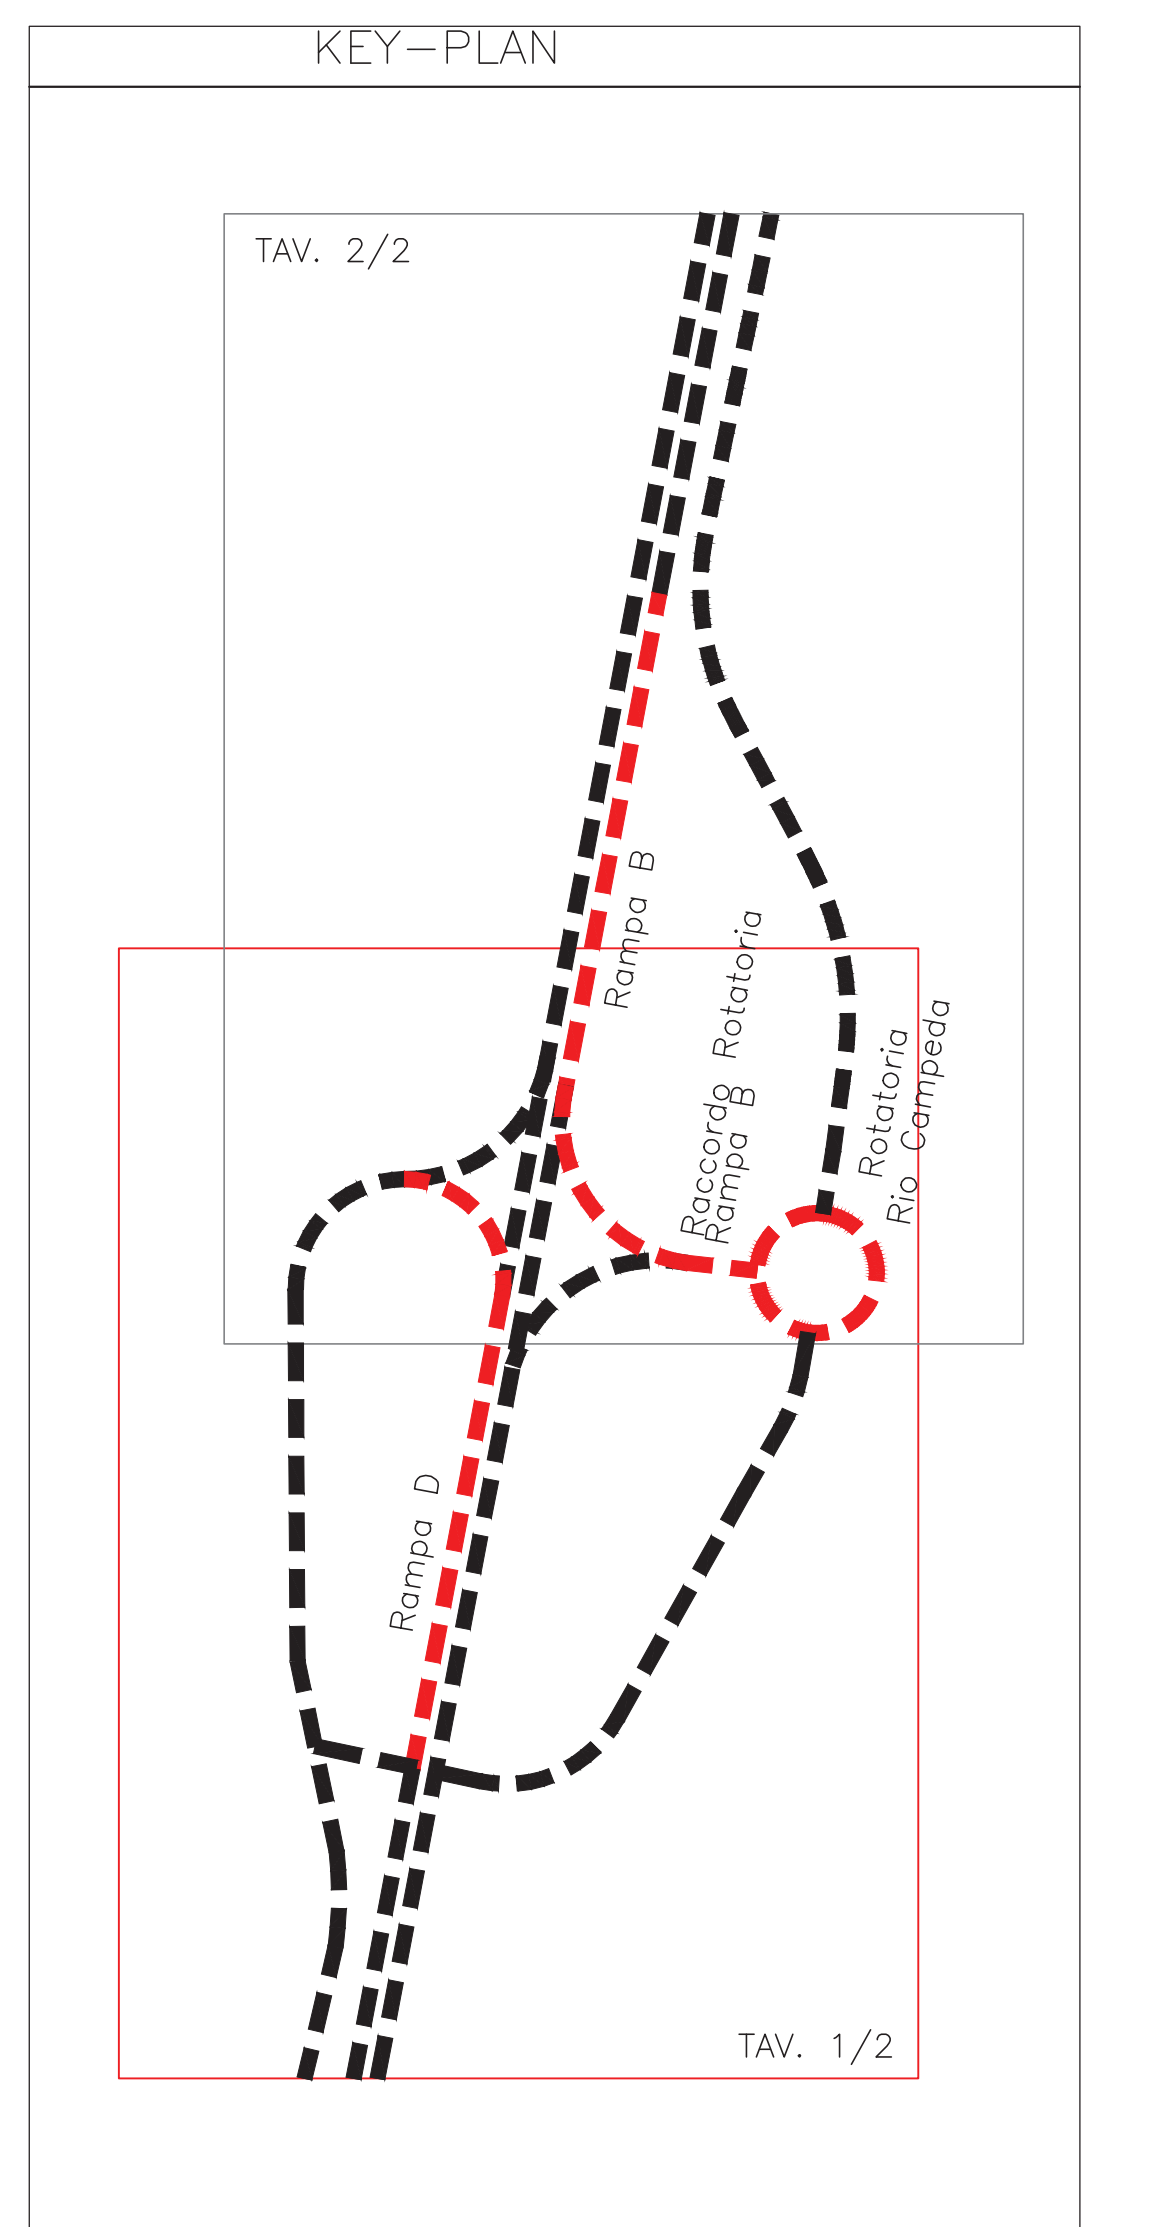 KEY-PLAN
TAV. 2/2
Rampa B
Raccordo Rotatoria
Rampa B
Rotatoria
Rio Campeda
Rampa D
TAV. 1/2